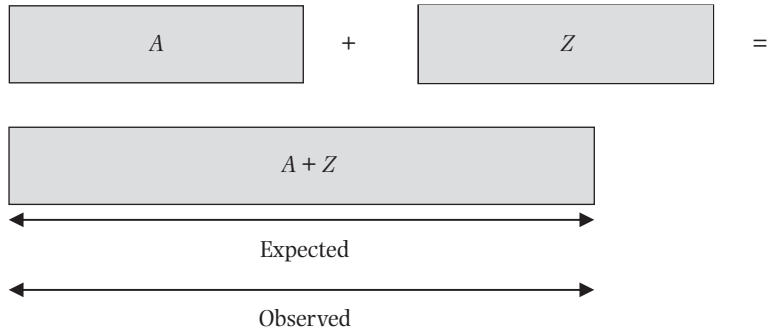 A + Z =
A + Z
Expected
Observed